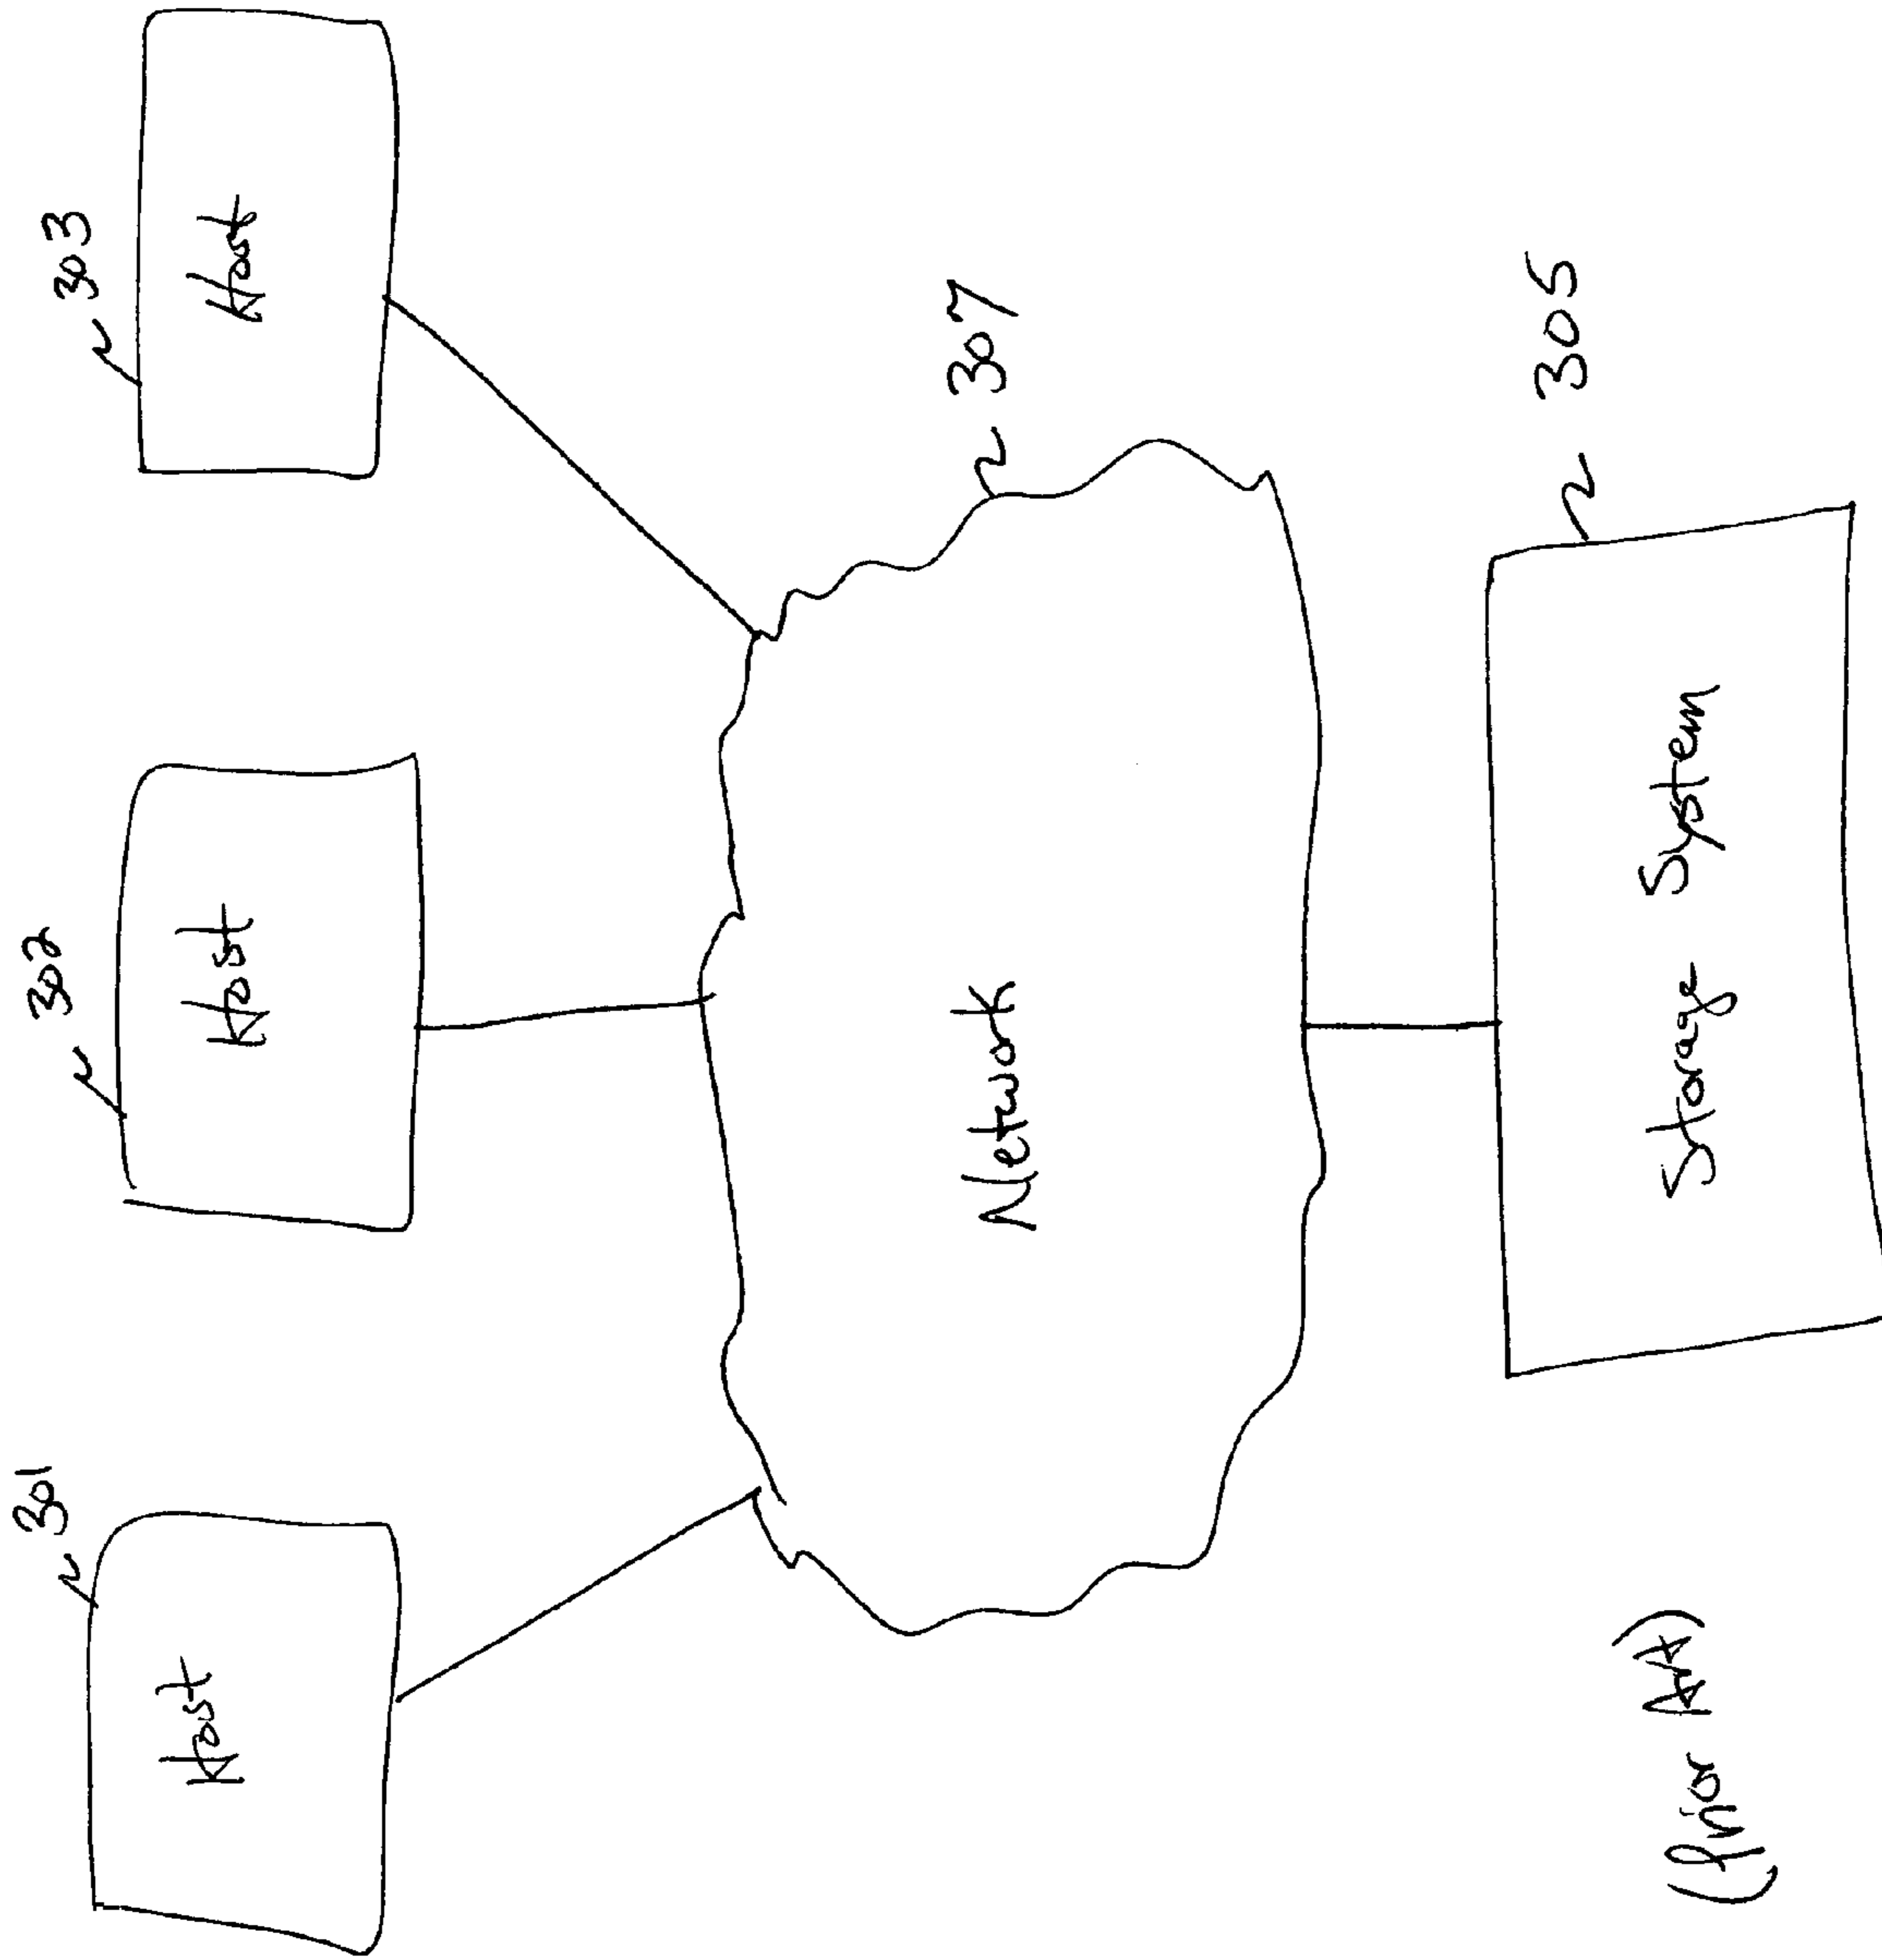 301
302
303
Host
Host
Host
Network
307
Storage System
305
(Prior Art)